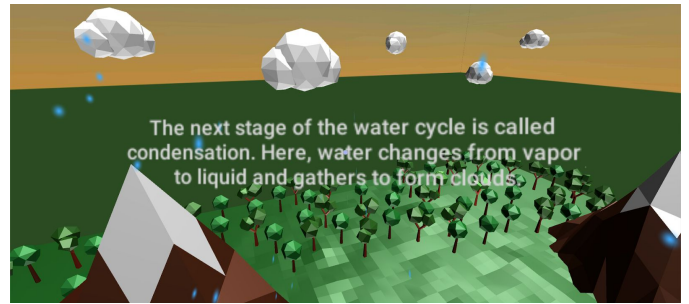 The next stage of the water cycle is called
condensation. Here, water changes from vapor
to liquid and gathers to form clouds.